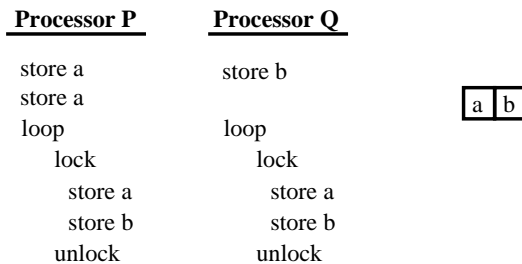 Processor P Processor Q
store a store b
store a
loop loop
lock lock
store a store a
store b store b
unlock unlock
a b